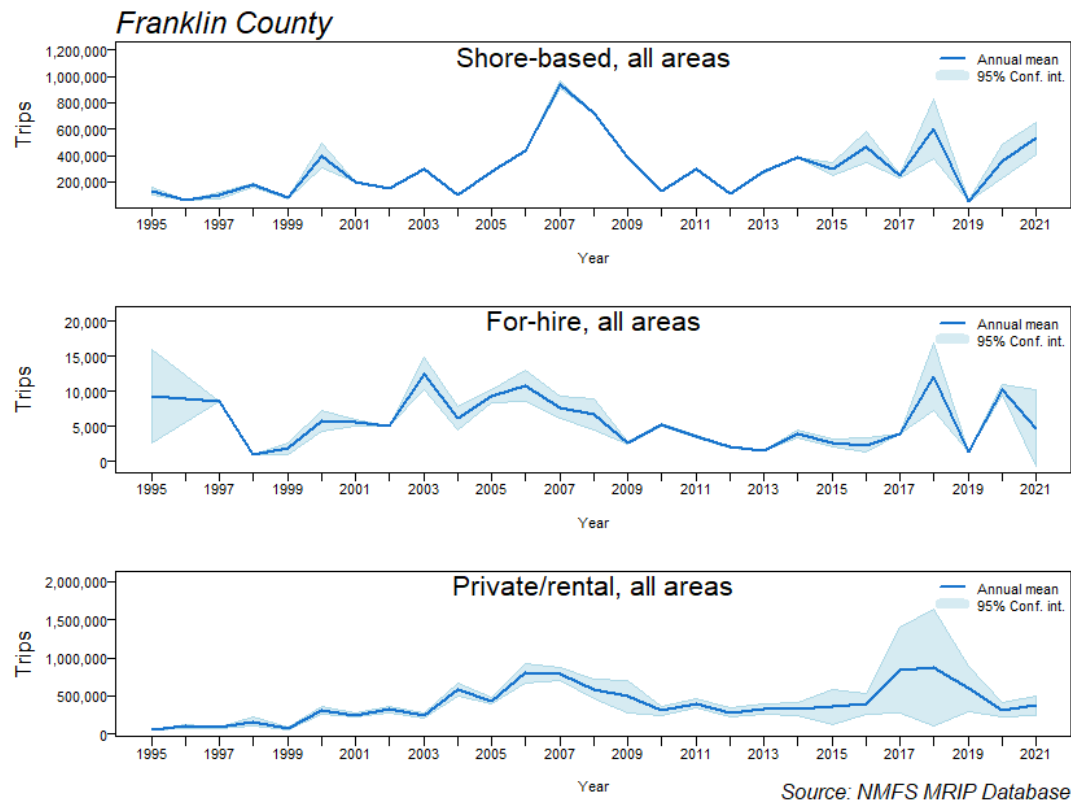 Franklin County
Shore-based, all areas
Annual mean
95% Conf. int.
Trips
1,200,000
1,000,000
800,000
600,000
400,000
200,000
1995 1997 1999 2001 2003 2005 2007 2009 2011 2013 2015 2017 2019 2021
Year
For-hire, all areas
Annual mean
95% Conf. int.
Trips
20,000
15,000
10,000
5,000
0
1995 1997 1999 2001 2003 2005 2007 2009 2011 2013 2015 2017 2019 2021
Year
Private/rental, all areas
Annual mean
95% Conf. int.
Trips
2,000,000
1,500,000
1,000,000
500,000
0
1995 1997 1999 2001 2003 2005 2007 2009 2011 2013 2015 2017 2019 2021
Year
Source: NMFS MRIP Database